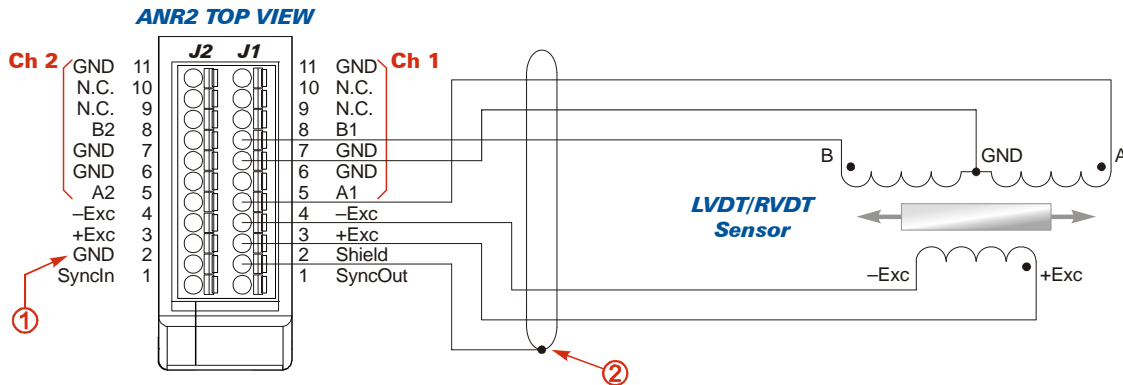 ANR2 TOP VIEW
J2 J1
Ch 2 GND 11 11 GND Ch 1
N.C. 10 10 N.C.
N.C. 9 9 N.C.
B2 8 8 B1
GND 7 7 GND
GND 6 6 GND
A2 5 5 A1
–Exc 4 4 –Exc
+Exc 3 3 +Exc
GND 2 2 Shield
SyncIn 1 1 SyncOut
1
2
B GND A
LVDT/RVDT
Sensor
–Exc +Exc